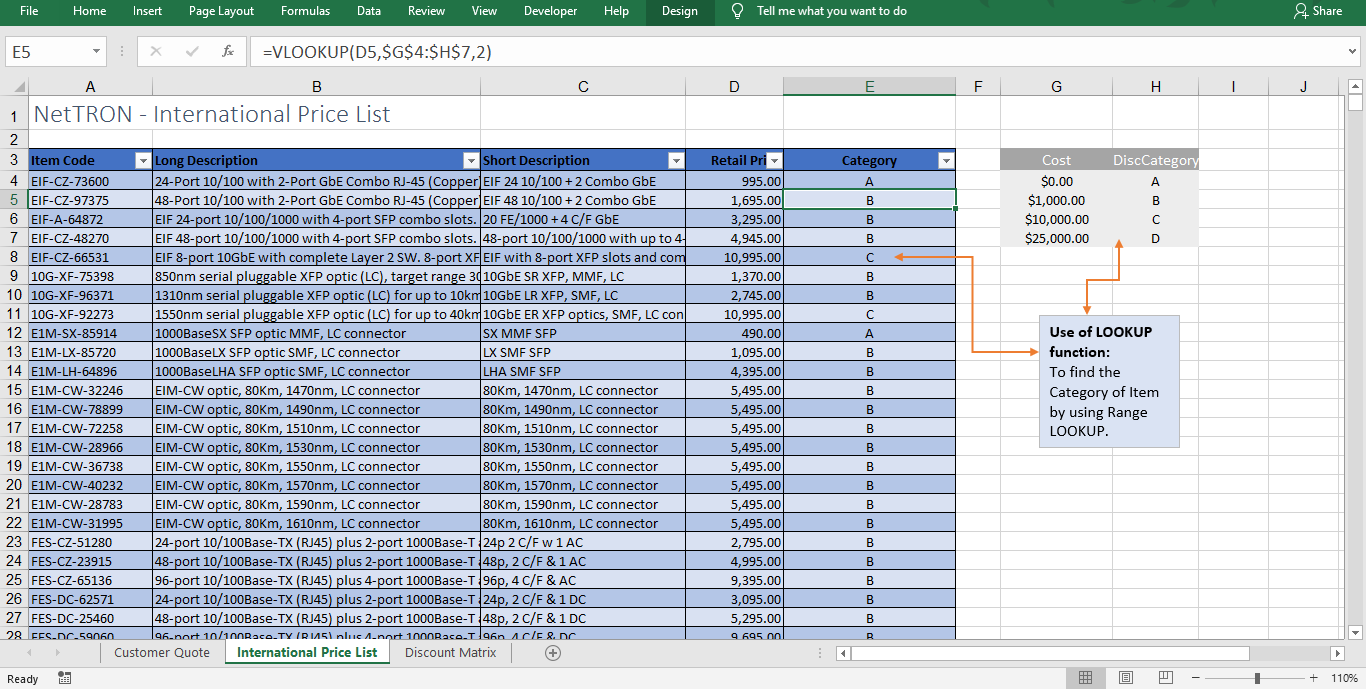 File Home Insert Page Layout Formulas Data Review View Developer Help Design Tell me what you want to do Share
E5 fx =VLOOKUP(D5,$G$4:$H$7,2)
A B C D E F G H I J
1 NetTRON - International Price List
2
3 Item Code Long Description Short Description Retail Pri Category Cost DiscCategory
4 EIF-CZ-73600 24-Port 10/100 with 2-Port GbE Combo RJ-45 (Copper EIF 24 10/100 + 2 Combo GbE 995.00 A $0.00 A
5 EIF-CZ-97375 48-Port 10/100 with 2-Port GbE Combo RJ-45 (Copper EIF 48 10/100 + 2 Combo GbE 1,695.00 B $1,000.00 B
6 EIF-A-64872 EIF 24-port 10/100/1000 with 4-port SFP combo slots. 20 FE/1000 + 4 C/F GbE 3,295.00 B $10,000.00 C
7 EIF-CZ-48270 EIF 48-port 10/100/1000 with 4-port SFP combo slots. 48-port 10/100/1000 with up to 4- 4,945.00 B $25,000.00 D
8 EIF-CZ-66531 EIF 8-port 10GbE with complete Layer 2 SW. 8-port XF EIF with 8-port XFP slots and com 10,995.00 C
9 10G-XF-75398 850nm serial pluggable XFP optic (LC), target range 30 10GbE SR XFP, MMF, LC 1,370.00 B
10 10G-XF-96371 1310nm serial pluggable XFP optic (LC) for up to 10km 10GbE LR XFP, SMF, LC 2,745.00 B
11 10G-XF-92273 1550nm serial pluggable XFP optic (LC) for up to 40km 10GbE ER XFP optics, SMF, LC con 10,995.00 C
12 E1M-SX-85914 1000BaseSX SFP optic MMF, LC connector SX MMF SFP 490.00 A
13 E1M-LX-85720 1000BaseLX SFP optic SMF, LC connector LX SMF SFP 1,095.00 B
14 E1M-LH-64896 1000BaseLHA SFP optic SMF, LC connector LHA SMF SFP 4,395.00 B
15 E1M-CW-32246 EIM-CW optic, 80Km, 1470nm, LC connector 80Km, 1470nm, LC connector 5,495.00 B
16 E1M-CW-78899 EIM-CW optic, 80Km, 1490nm, LC connector 80Km, 1490nm, LC connector 5,495.00 B
17 E1M-CW-72258 EIM-CW optic, 80Km, 1510nm, LC connector 80Km, 1510nm, LC connector 5,495.00 B
18 E1M-CW-28966 EIM-CW optic, 80Km, 1530nm, LC connector 80Km, 1530nm, LC connector 5,495.00 B
19 E1M-CW-36738 EIM-CW optic, 80Km, 1550nm, LC connector 80Km, 1550nm, LC connector 5,495.00 B
20 E1M-CW-40232 EIM-CW optic, 80Km, 1570nm, LC connector 80Km, 1570nm, LC connector 5,495.00 B
21 E1M-CW-28783 EIM-CW optic, 80Km, 1590nm, LC connector 80Km, 1590nm, LC connector 5,495.00 B
22 E1M-CW-31995 EIM-CW optic, 80Km, 1610nm, LC connector 80Km, 1610nm, LC connector 5,495.00 B
23 FES-CZ-51280 24-port 10/100Base-TX (RJ45) plus 2-port 1000Base-T 24p 2 C/F w 1 AC 2,795.00 B
24 FES-CZ-23915 48-port 10/100Base-TX (RJ45) plus 2-port 1000Base-T 48p, 2 C/F & 1 AC 4,995.00 B
25 FES-CZ-65136 96-port 10/100Base-TX (RJ45) plus 4-port 1000Base-T 96p, 4 C/F & AC 9,395.00 B
26 FES-DC-62571 24-port 10/100Base-TX (RJ45) plus 2-port 1000Base-T 24p, 2 C/F & 1 DC 3,095.00 B
27 FES-DC-25460 48-port 10/100Base-TX (RJ45) plus 2-port 1000Base-T 48p, 2 C/F & 1 DC 5,295.00 B
28 FES-DC-59060 96-port 10/100Base-TX (RJ45) plus 4-port 1000Base-T 96p, 4 C/F & DC 9,695.00 B
Use of LOOKUP
function:
To find the
Category of Item
by using Range
LOOKUP.
Customer Quote International Price List Discount Matrix
Ready 110%